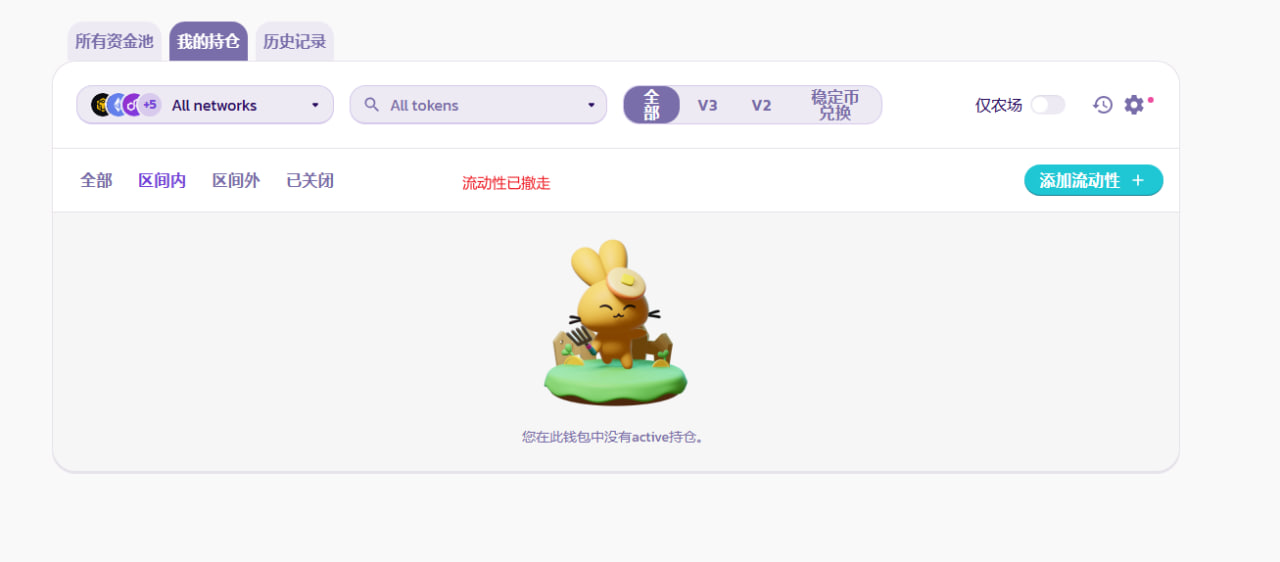 所有资金池 我的持仓 历史记录
+5 All networks All tokens 全部 V3 V2 稳定币兑换 仅农场
全部 区间内 区间外 已关闭 流动性已撤走 添加流动性 +
您在此钱包中没有active持仓。